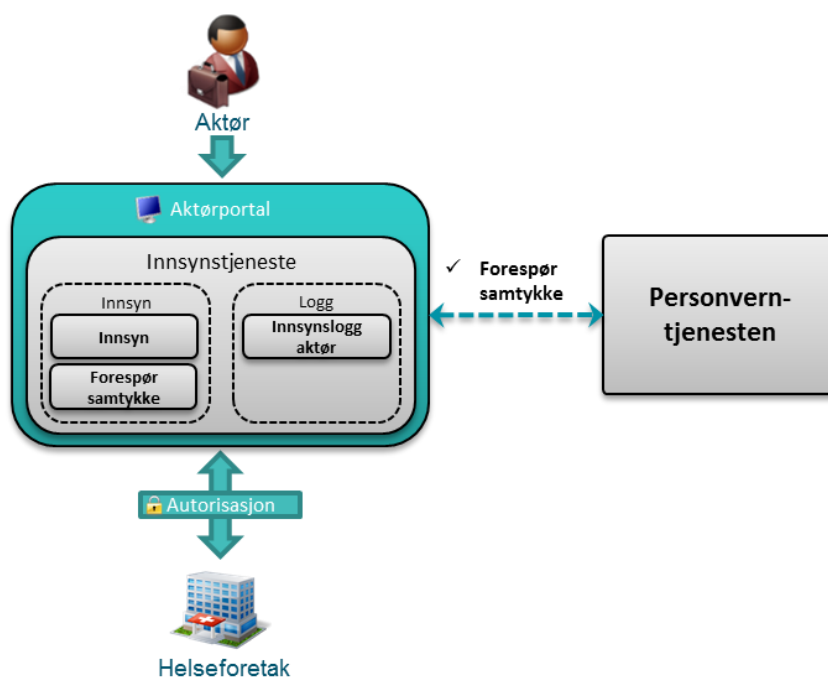 Aktør
Aktørportal
Innsynstjeneste
Innsyn
Innsyn
Forespør
samtykke
Logg
Innsynslogg
aktør
✓ Forespør
samtykke
Personvern-
tjenesten
Autorisasjon
Helseforetak